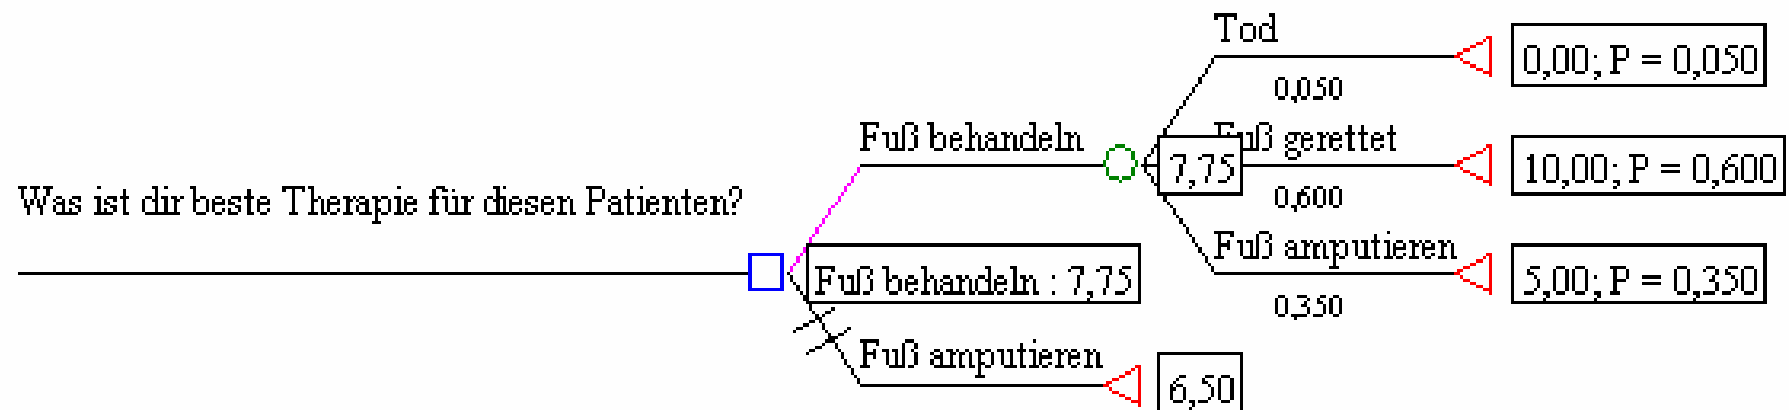 Tod
0,00; P = 0,050
0,050
Fuß behandeln
7,75
Fuß gerettet
10,00; P = 0,600
0,600
Was ist dir beste Therapie für diesen Patienten?
Fuß amputieren
5,00; P = 0,350
0,350
Fuß behandeln : 7,75
Fuß amputieren
6,50